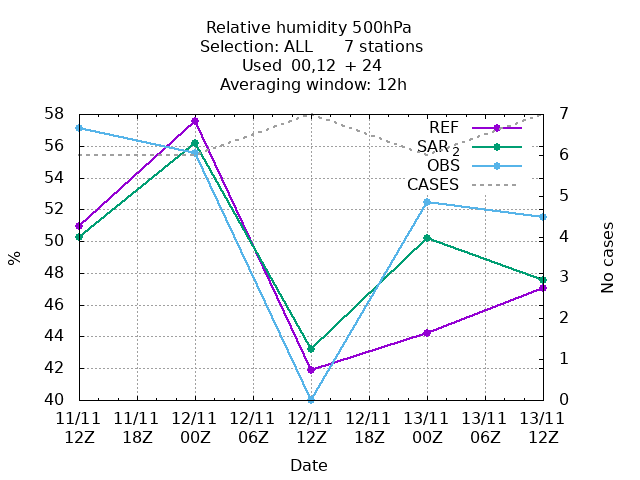 Relative humidity 500hPa
Selection: ALL 7 stations
Used 00,12 + 24
Averaging window: 12h
58
56
54
52
50
48
46
44
42
40
%
7
6
5
4
3
2
1
0
No cases
REF
SAR 2
OBS
CASES
11/11 11/11 12/11 12/11 12/11 12/11 13/11 13/11 13/11
12Z 18Z 00Z 06Z 12Z 18Z 00Z 06Z 12Z
Date